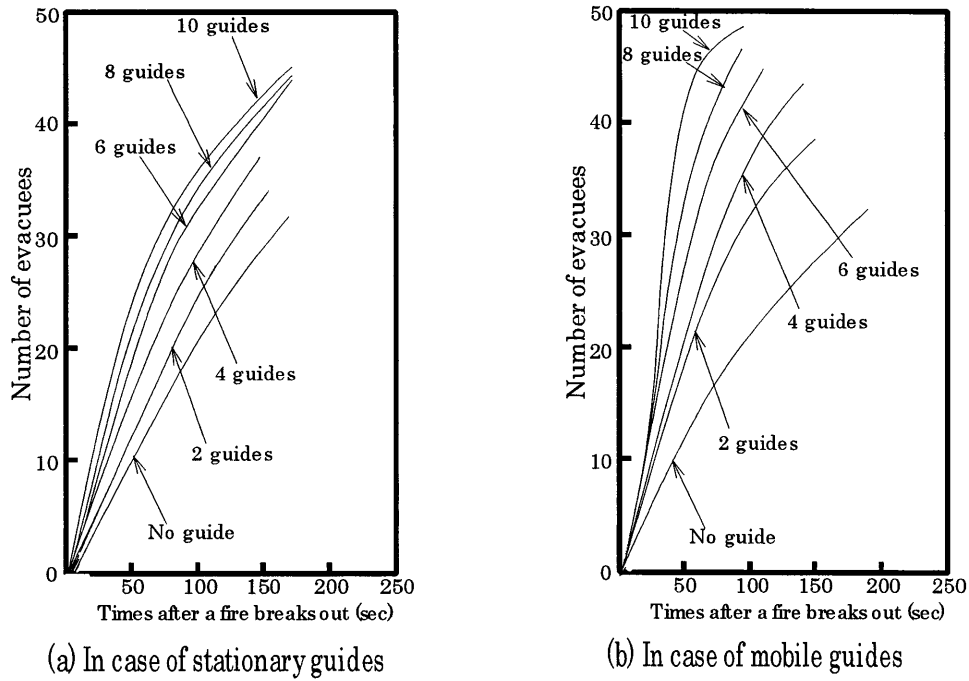 50
40
30
20
10
0
Number of evacuees
10 guides
8 guides
6 guides
4 guides
2 guides
No guide
50 100 150 200 250
Times after a fire breaks out (sec)
(a) In case of stationary guides
50
40
30
20
10
0
Number of evacuees
10 guides
8 guides
6 guides
4 guides
2 guides
No guide
50 100 150 200 250
Times after a fire breaks out (sec)
(b) In case of mobile guides